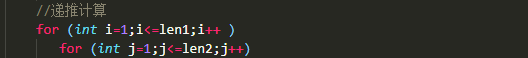 //递推计算
for (int i=1;i<=len1;i++ )
for (int j=1;j<=len2;j++)